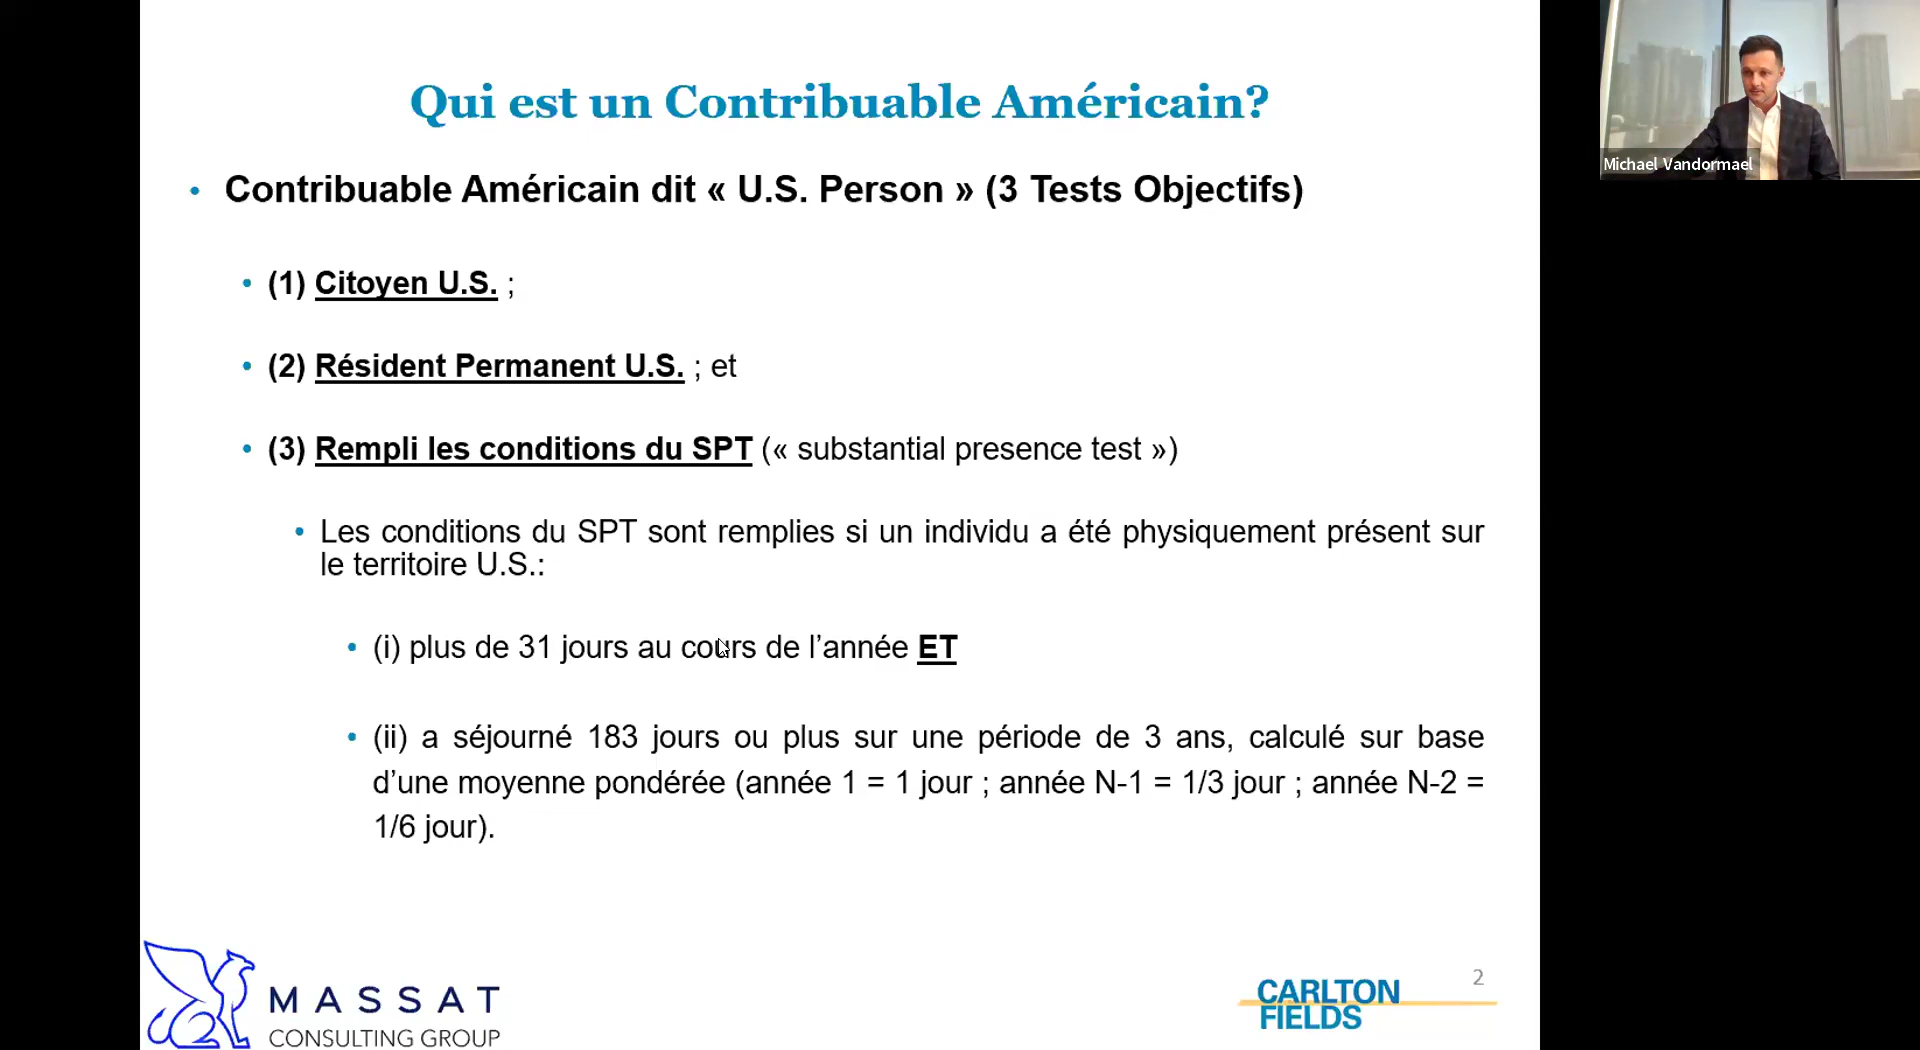 Qui est un Contribuable Américain?
• Contribuable Américain dit « U.S. Person » (3 Tests Objectifs)
• (1) Citoyen U.S. ;
• (2) Résident Permanent U.S. ; et
• (3) Rempli les conditions du SPT (« substantial presence test »)
• Les conditions du SPT sont remplies si un individu a été physiquement présent sur
le territoire U.S.:
• (i) plus de 31 jours au cours de l’année ET
• (ii) a séjourné 183 jours ou plus sur une période de 3 ans, calculé sur base
d’une moyenne pondérée (année 1 = 1 jour ; année N-1 = 1/3 jour ; année N-2 =
1/6 jour).
MASSAT
CONSULTING GROUP
CARLTON
FIELDS
2
Michael Vandormael